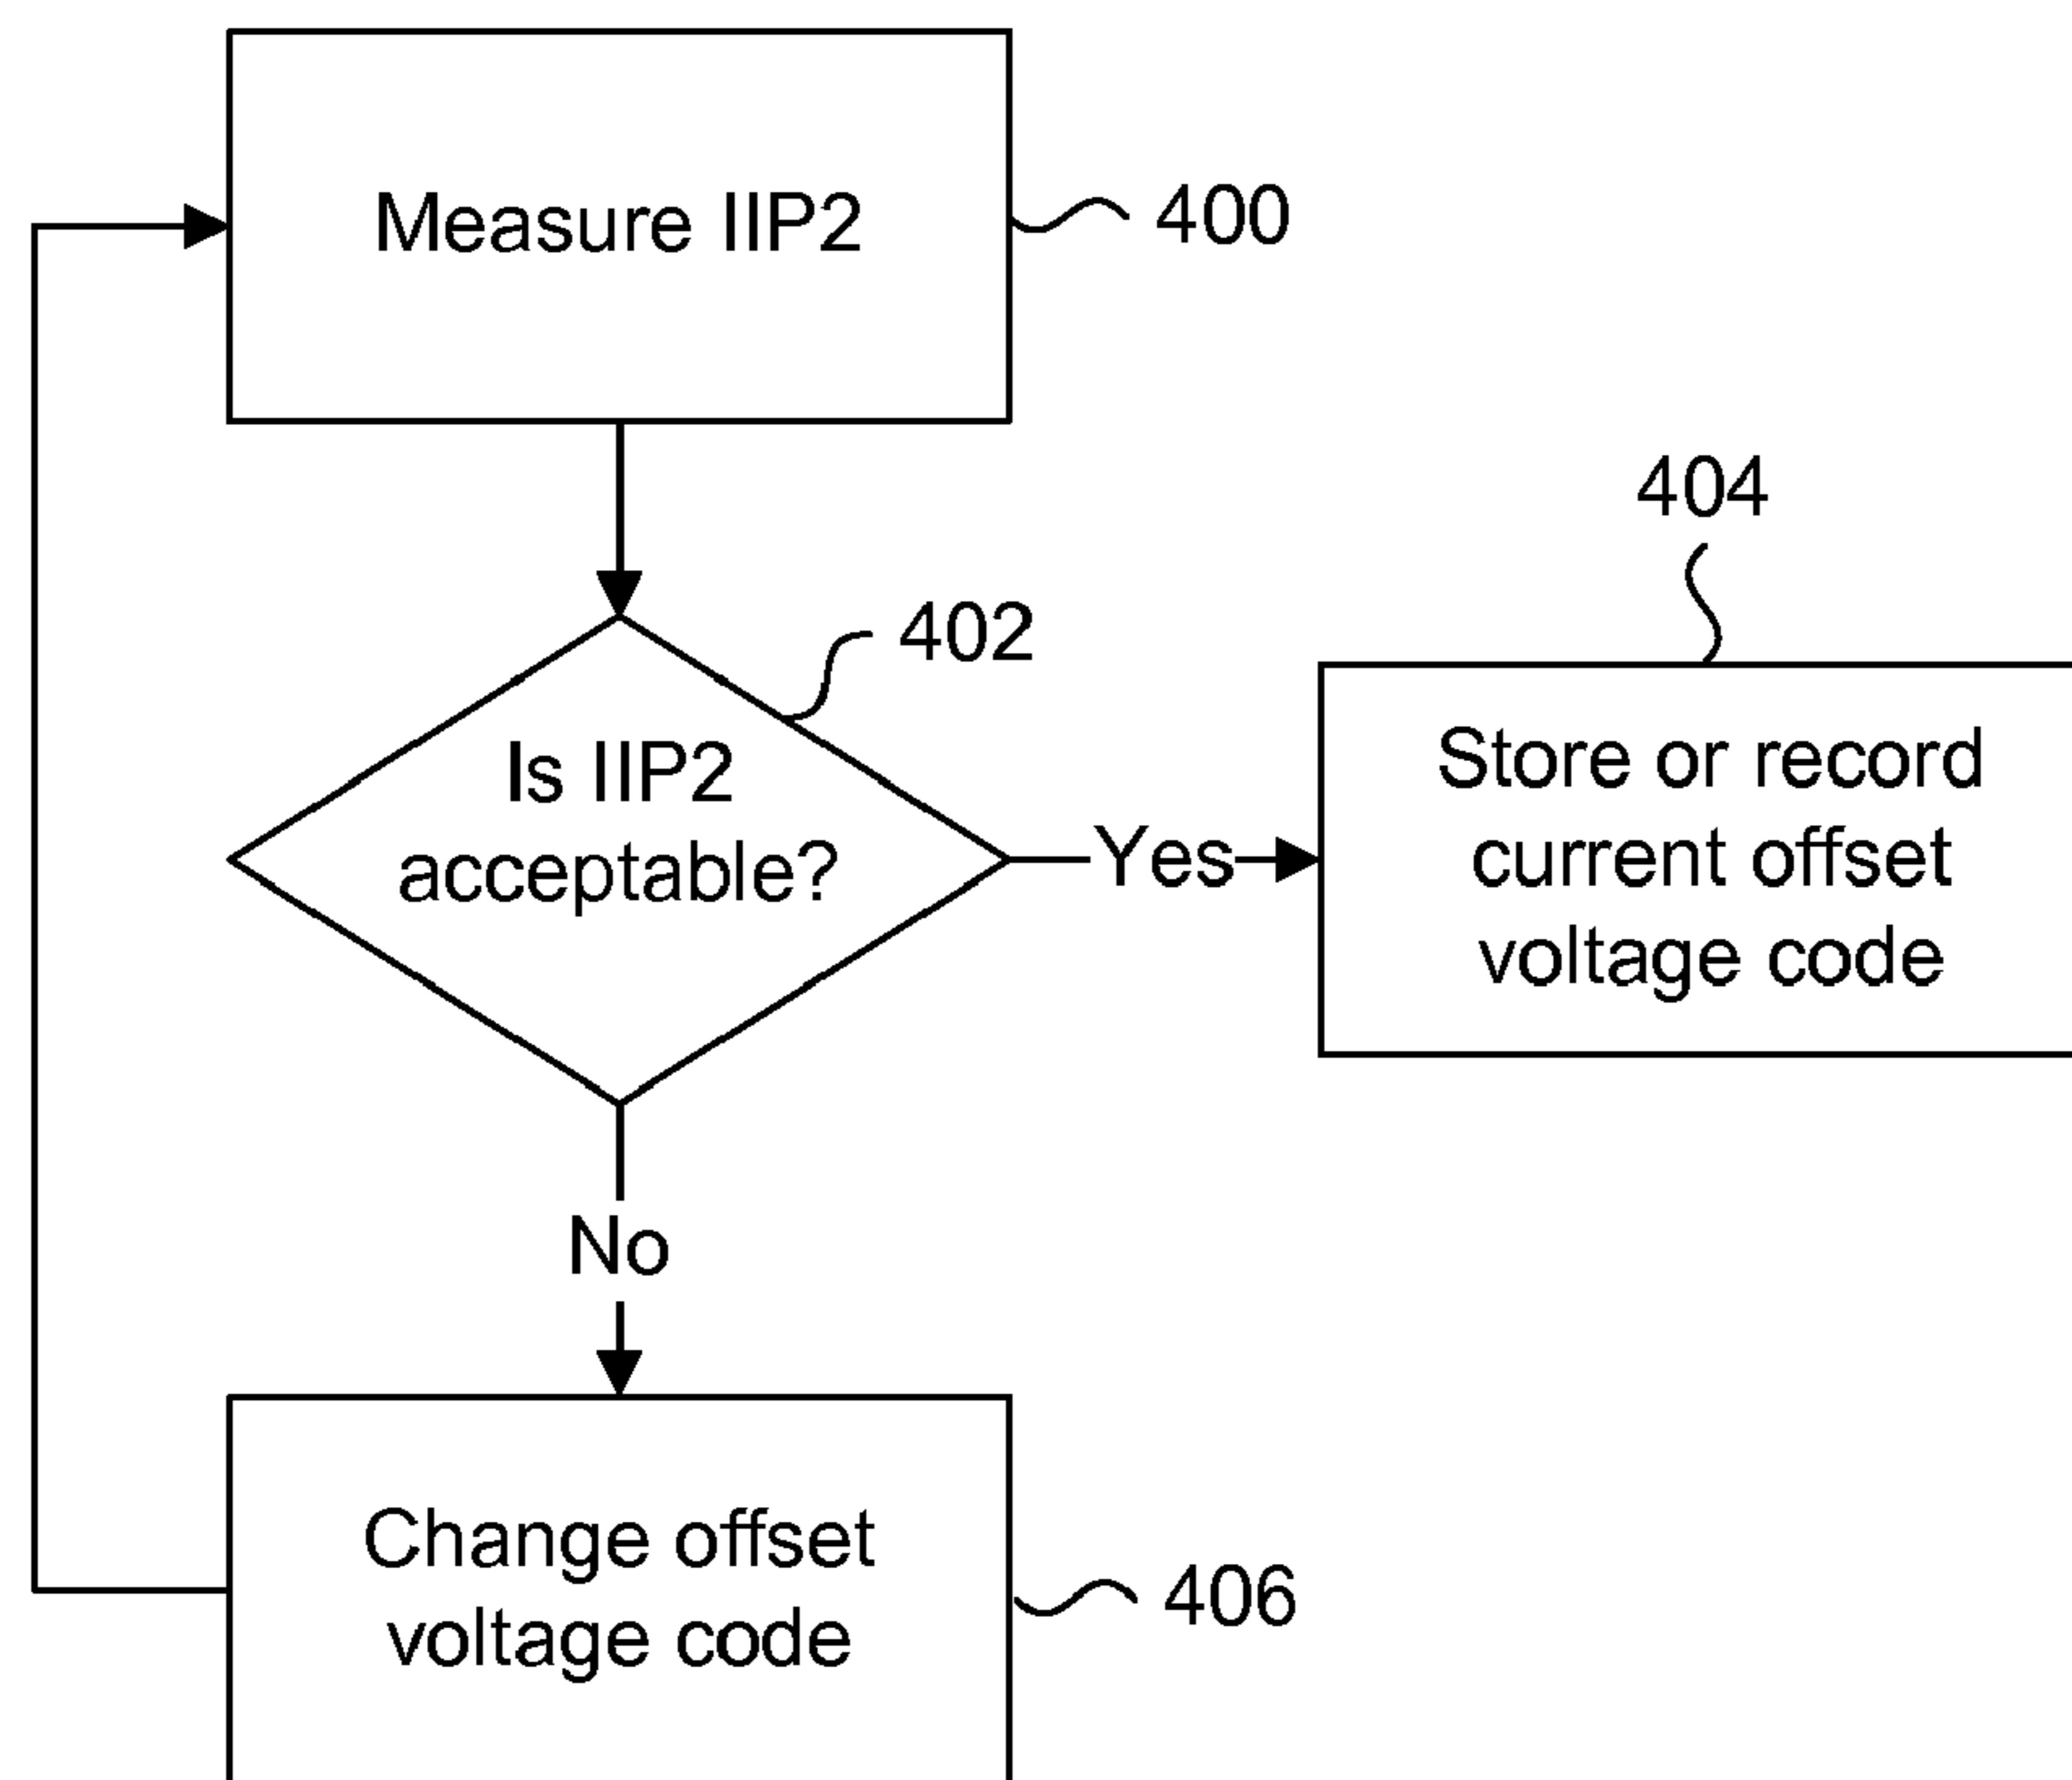 Measure IIP2
400
404
402
Is IIP2
acceptable?
Yes
Store or record
current offset
voltage code
No
Change offset
voltage code
406